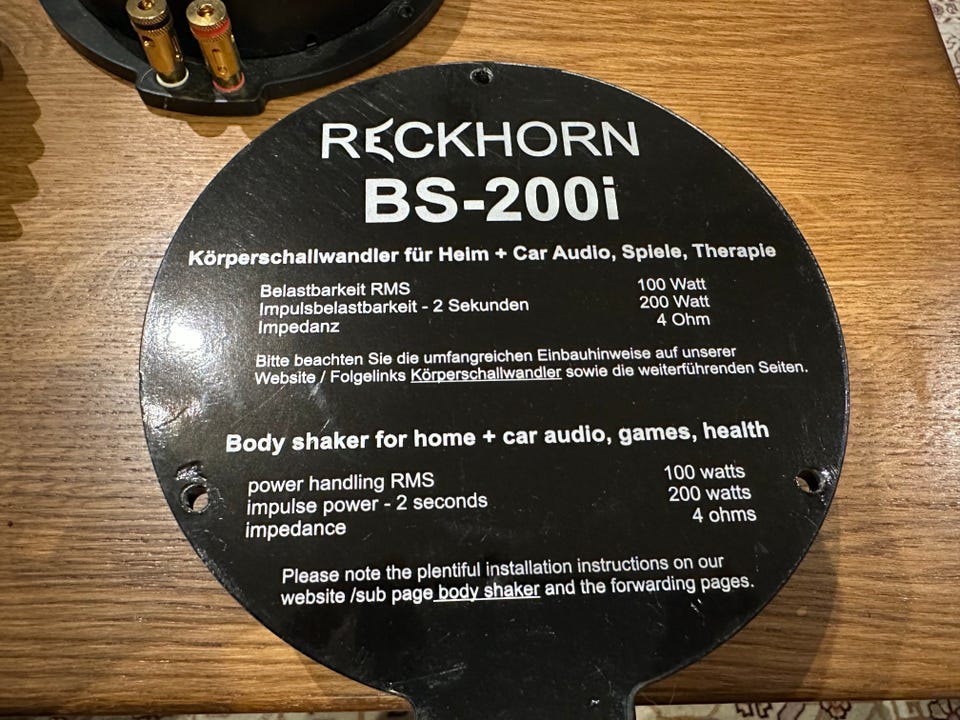 RECKHORN
BS-200i
Körperschallwandler für Heim + Car Audio, Spiele, Therapie
Belastbarkeit RMS 100 Watt
Impulsbelastbarkeit - 2 Sekunden 200 Watt
Impedanz 4 Ohm
Bitte beachten Sie die umfangreichen Einbauhinweise auf unserer
Website / Folgelinks Körperschallwandler sowie die weiterführenden Seiten.
Body shaker for home + car audio, games, health
power handling RMS 100 watts
impulse power - 2 seconds 200 watts
impedance 4 ohms
Please note the plentiful installation instructions on our
website /sub page body shaker and the forwarding pages.